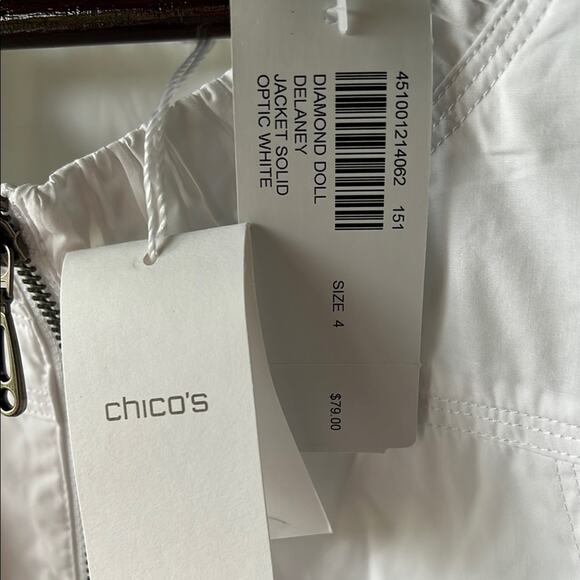 chico's
451001214062 151
DIAMOND DOLL
DELANEY
JACKET SOLID
OPTIC WHITE
SIZE 4
$79.00